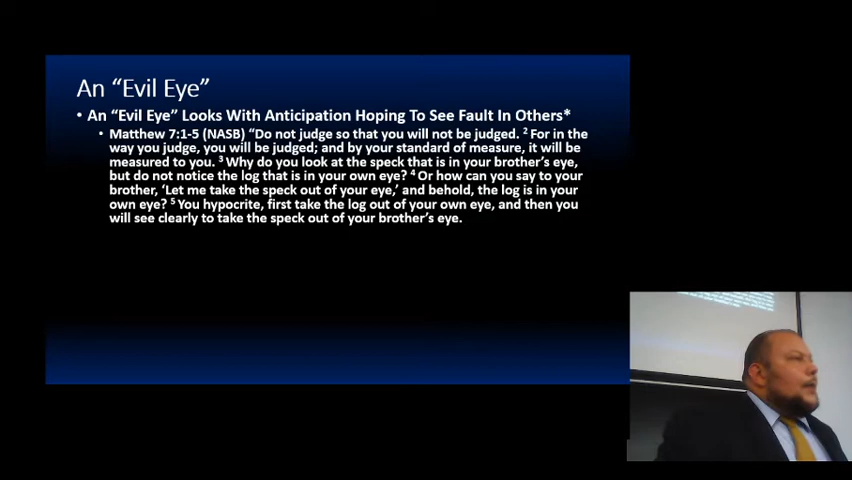 An “Evil Eye”
• An “Evil Eye” Looks With Anticipation Hoping To See Fault In Others*
• Matthew 7:1-5 (NASB) “Do not judge so that you will not be judged. 2 For in the
way you judge, you will be judged; and by your standard of measure, it will be
measured to you. 3 Why do you look at the speck that is in your brother’s eye,
but do not notice the log that is in your own eye? 4 Or how can you say to your
brother, ‘Let me take the speck out of your eye,’ and behold, the log is in your
own eye? 5 You hypocrite, first take the log out of your own eye, and then you
will see clearly to take the speck out of your brother’s eye.